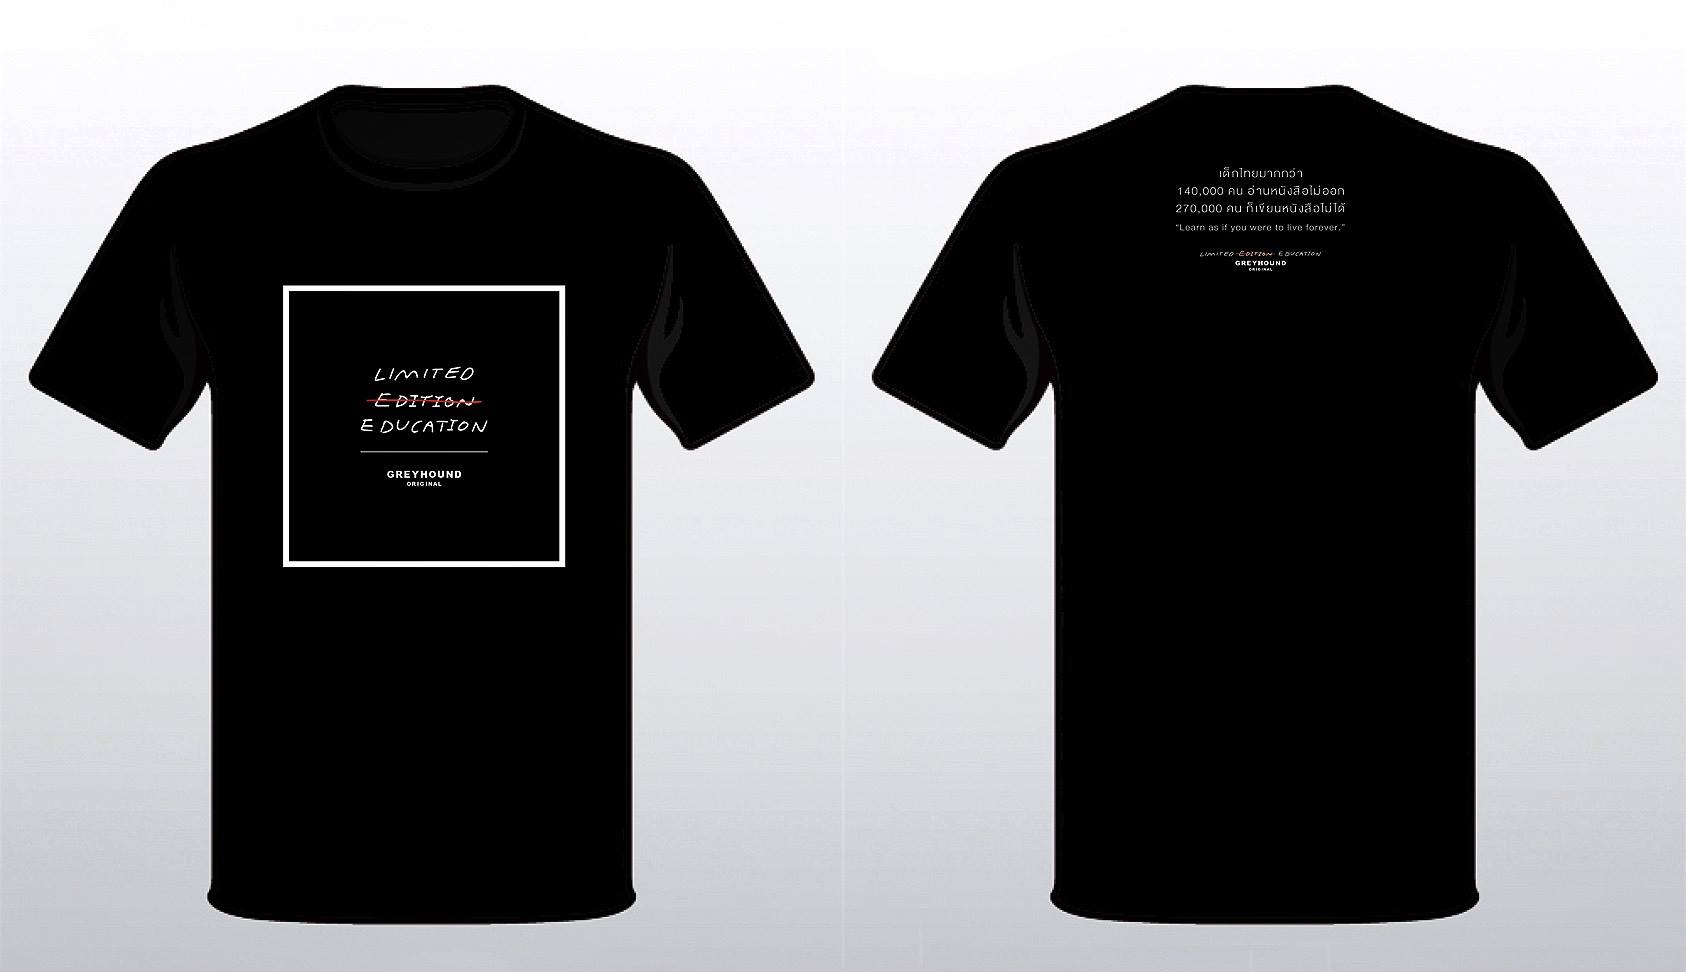 LIMITED
EDITION
EDUCATION
GREYHOUND
ORIGINAL
เด็กไทยมากกว่า
140,000 คน อ่านหนังสือไม่ออก
270,000 คน ก็เขียนหนังสือไม่ได้
"Learn as if you were to live forever."
LIMITED EDITION EDUCATION
GREYHOUND
ORIGINAL